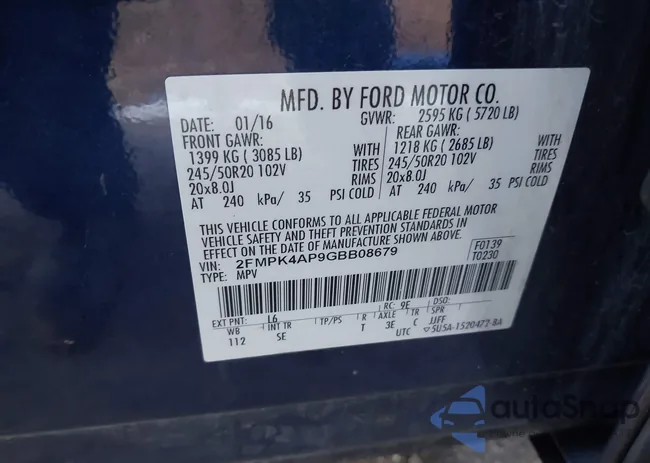 MFD. BY FORD MOTOR CO.
DATE: 01/16 GVWR: 2595 KG ( 5720 LB)
FRONT GAWR: REAR GAWR:
1399 KG ( 3085 LB) WITH 1218 KG ( 2685 LB) WITH
245/50R20 102V TIRES 245/50R20 102V TIRES
20x8.0J RIMS 20x8.0J RIMS
AT 240 kPa/ 35 PSI COLD AT 240 kPa/ 35 PSI COLD
THIS VEHICLE CONFORMS TO ALL APPLICABLE FEDERAL MOTOR
VEHICLE SAFETY AND THEFT PREVENTION STANDARDS IN
EFFECT ON THE DATE OF MANUFACTURE SHOWN ABOVE.
VIN: 2FMPK4AP9GBB08679 F0139
TYPE: MPV T0230
EXT PNT: L6 RC: 9E DSO:
WB INT TR TP/PS R AXLE TR SPR
112 SE T 3E C JJFF
UTC 5U5A-1520472-BA
autoSnap